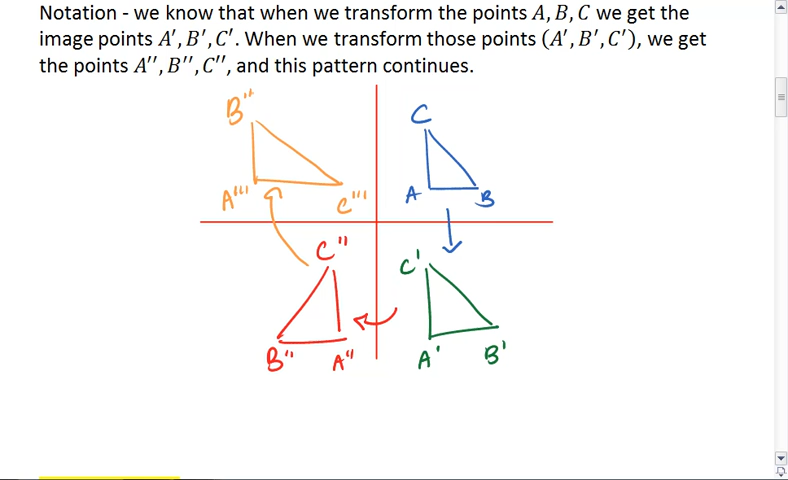 Notation - we know that when we transform the points A, B, C we get the
image points A′, B′, C′. When we transform those points (A′, B′, C′), we get
the points A′′, B′′, C′′, and this pattern continues.
B'''
C
A'''
C'''
A
B
C''
C'
B''
A''
A'
B'